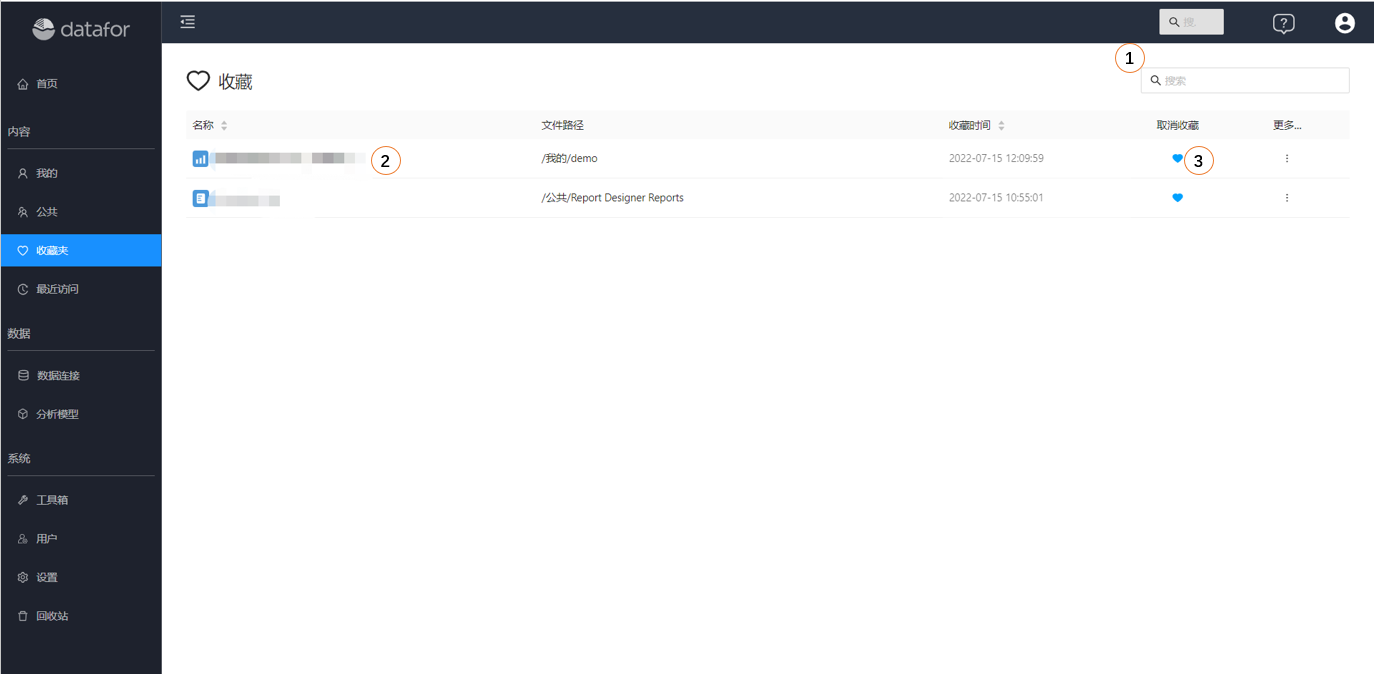 datafor
搜
?
首页
内容
我的
公共
收藏夹
最近访问
数据
数据连接
分析模型
系统
工具箱
用户
设置
回收站
收藏
1
搜索
名称 文件路径 收藏时间 取消收藏 更多...
2 /我的/demo 2022-07-15 12:09:59 3
/公共/Report Designer Reports 2022-07-15 10:55:01